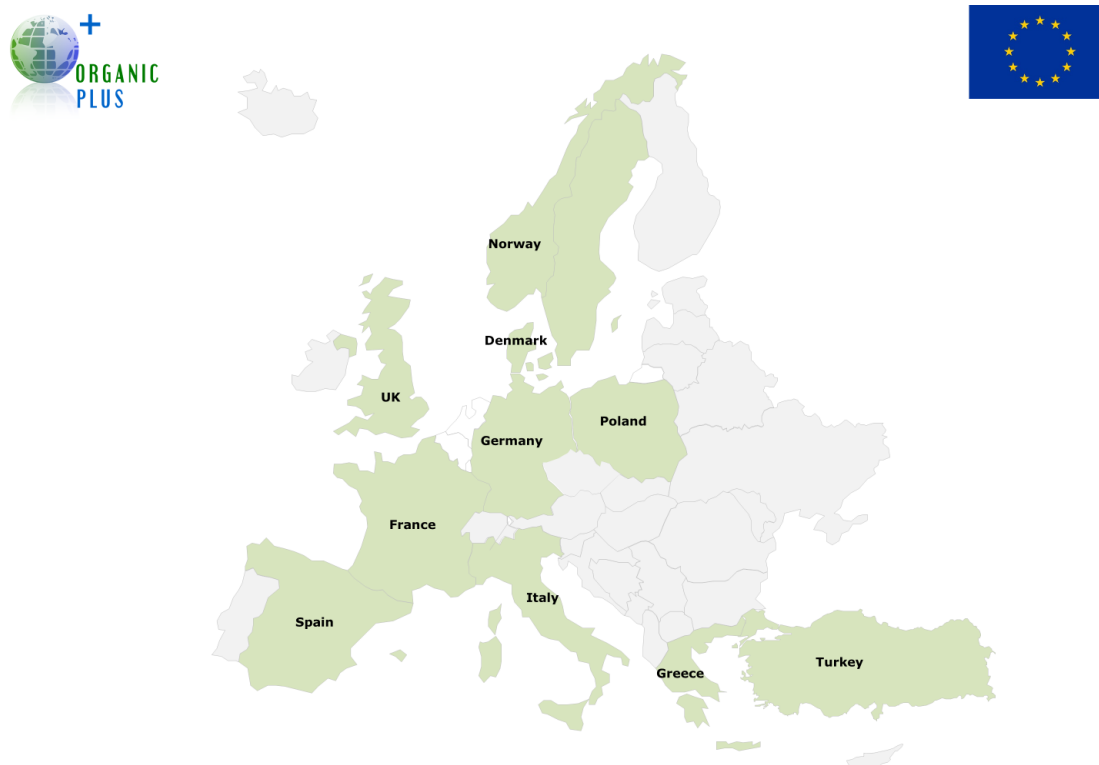 ORGANIC
PLUS
Norway
Denmark
UK
Poland
Germany
France
Italy
Spain
Turkey
Greece